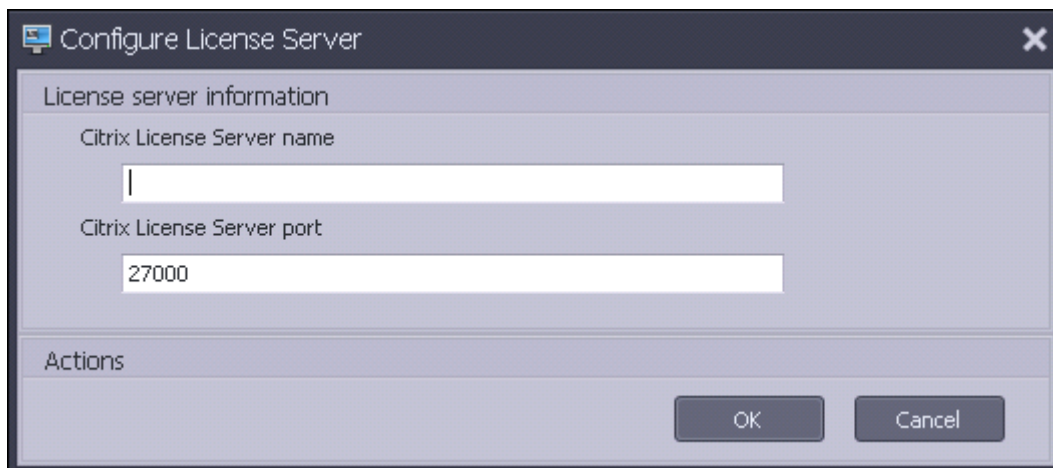 Configure License Server
License server information
Citrix License Server name
Citrix License Server port
27000
Actions
OK Cancel